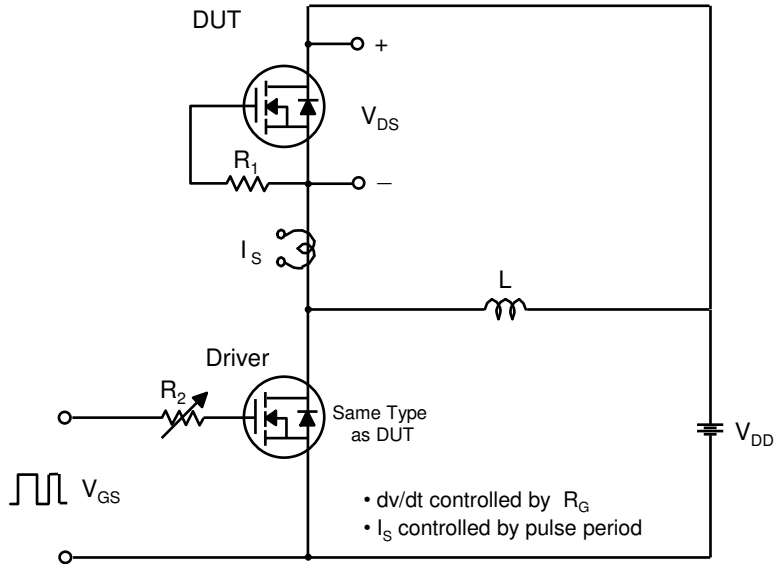 DUT
+
V_DS
R_1
−
I_S
L
Driver
R_2
Same Type
as DUT
V_DD
V_GS
• dv/dt controlled by R_G
• I_S controlled by pulse period